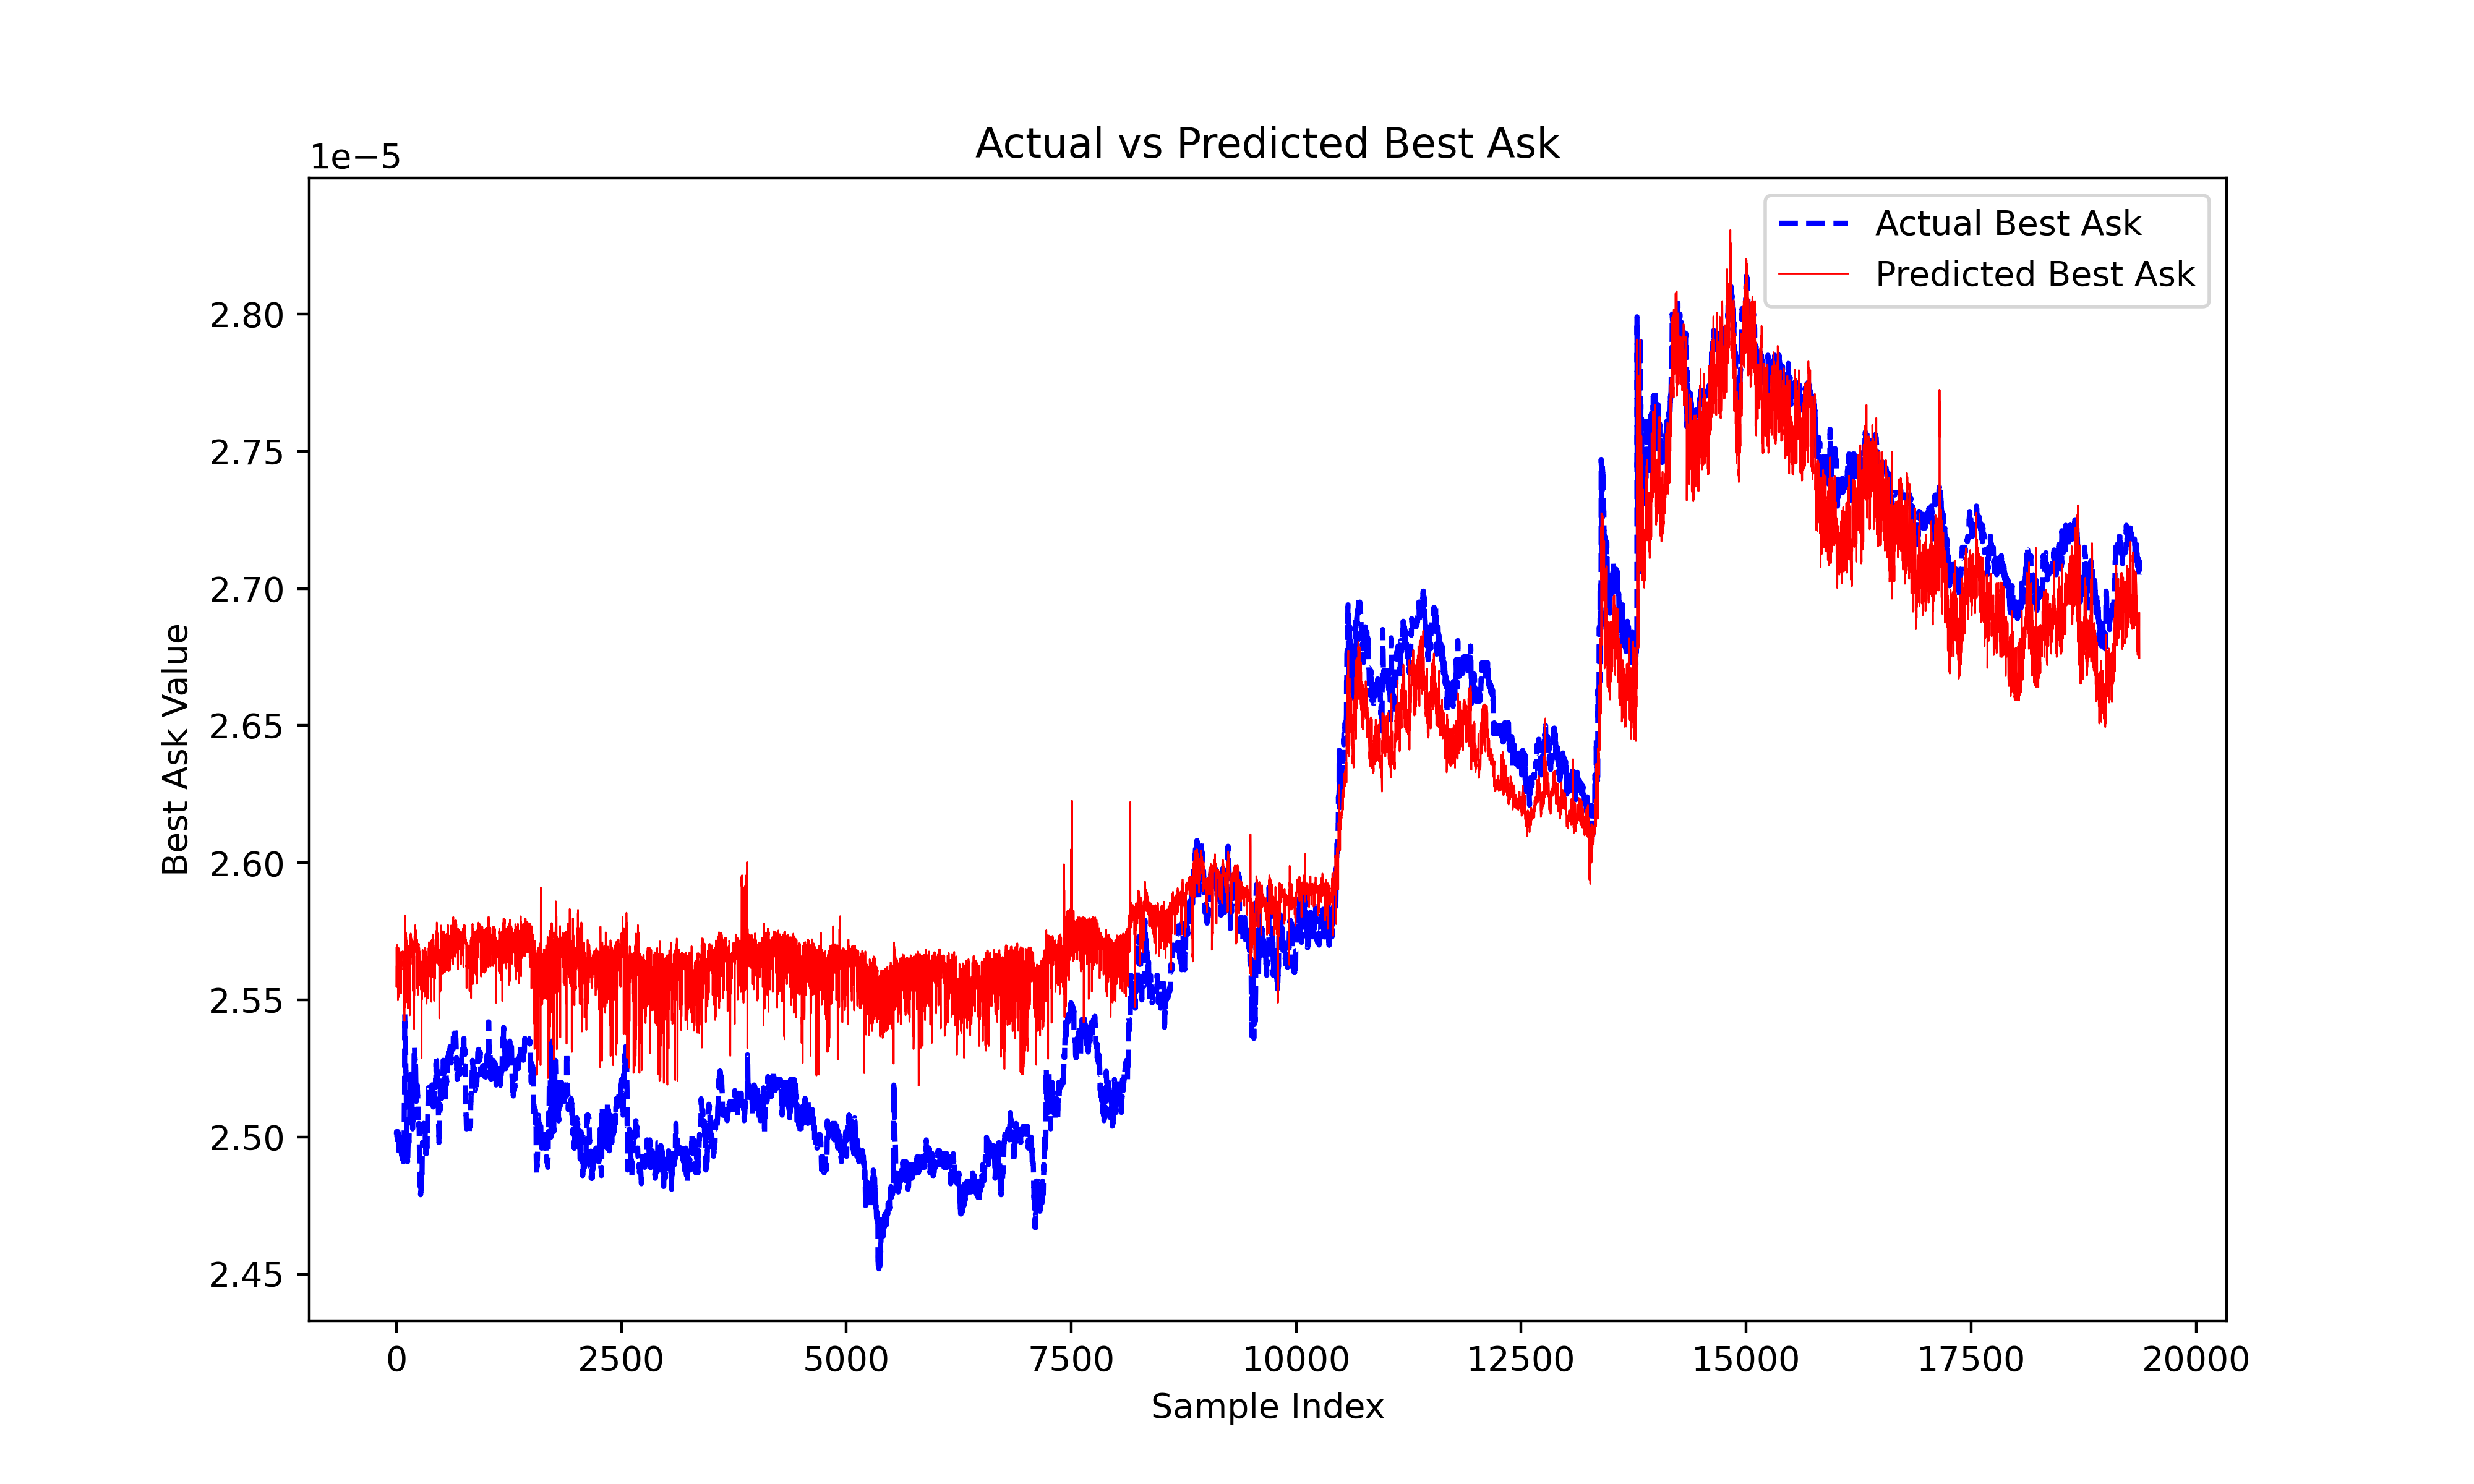 Actual vs Predicted Best Ask
1e−5
Actual Best Ask
Predicted Best Ask
2.80
2.75
2.70
2.65
2.60
2.55
2.50
2.45
Best Ask Value
0 2500 5000 7500 10000 12500 15000 17500 20000
Sample Index